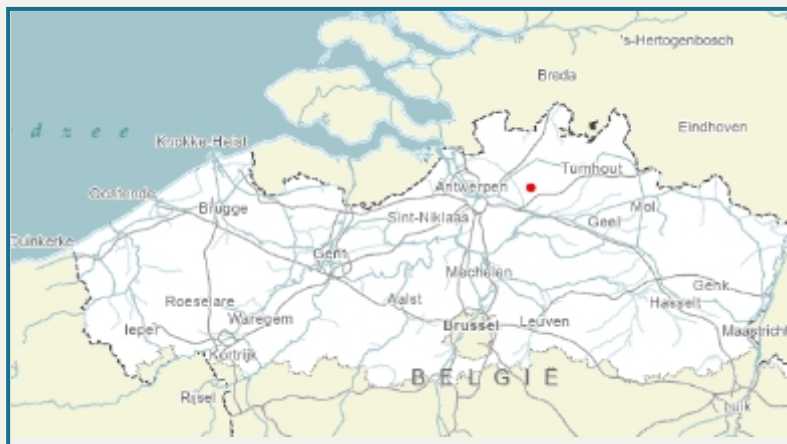 's-Hertogenbosch
Breda
Eindhoven
d z e e
Knokke-Heist
Turnhout
Antwerpen
Oostende
Brugge
Sint-Niklaas
Mol
Geel
Duinkerke
Gent
Mechelen
Genk
Roeselare
Aalst
Hasselt
Ieper
Waregem
Brussel
Leuven
Maastricht
Kortrijk
BELGIË
Rijsel
Luik